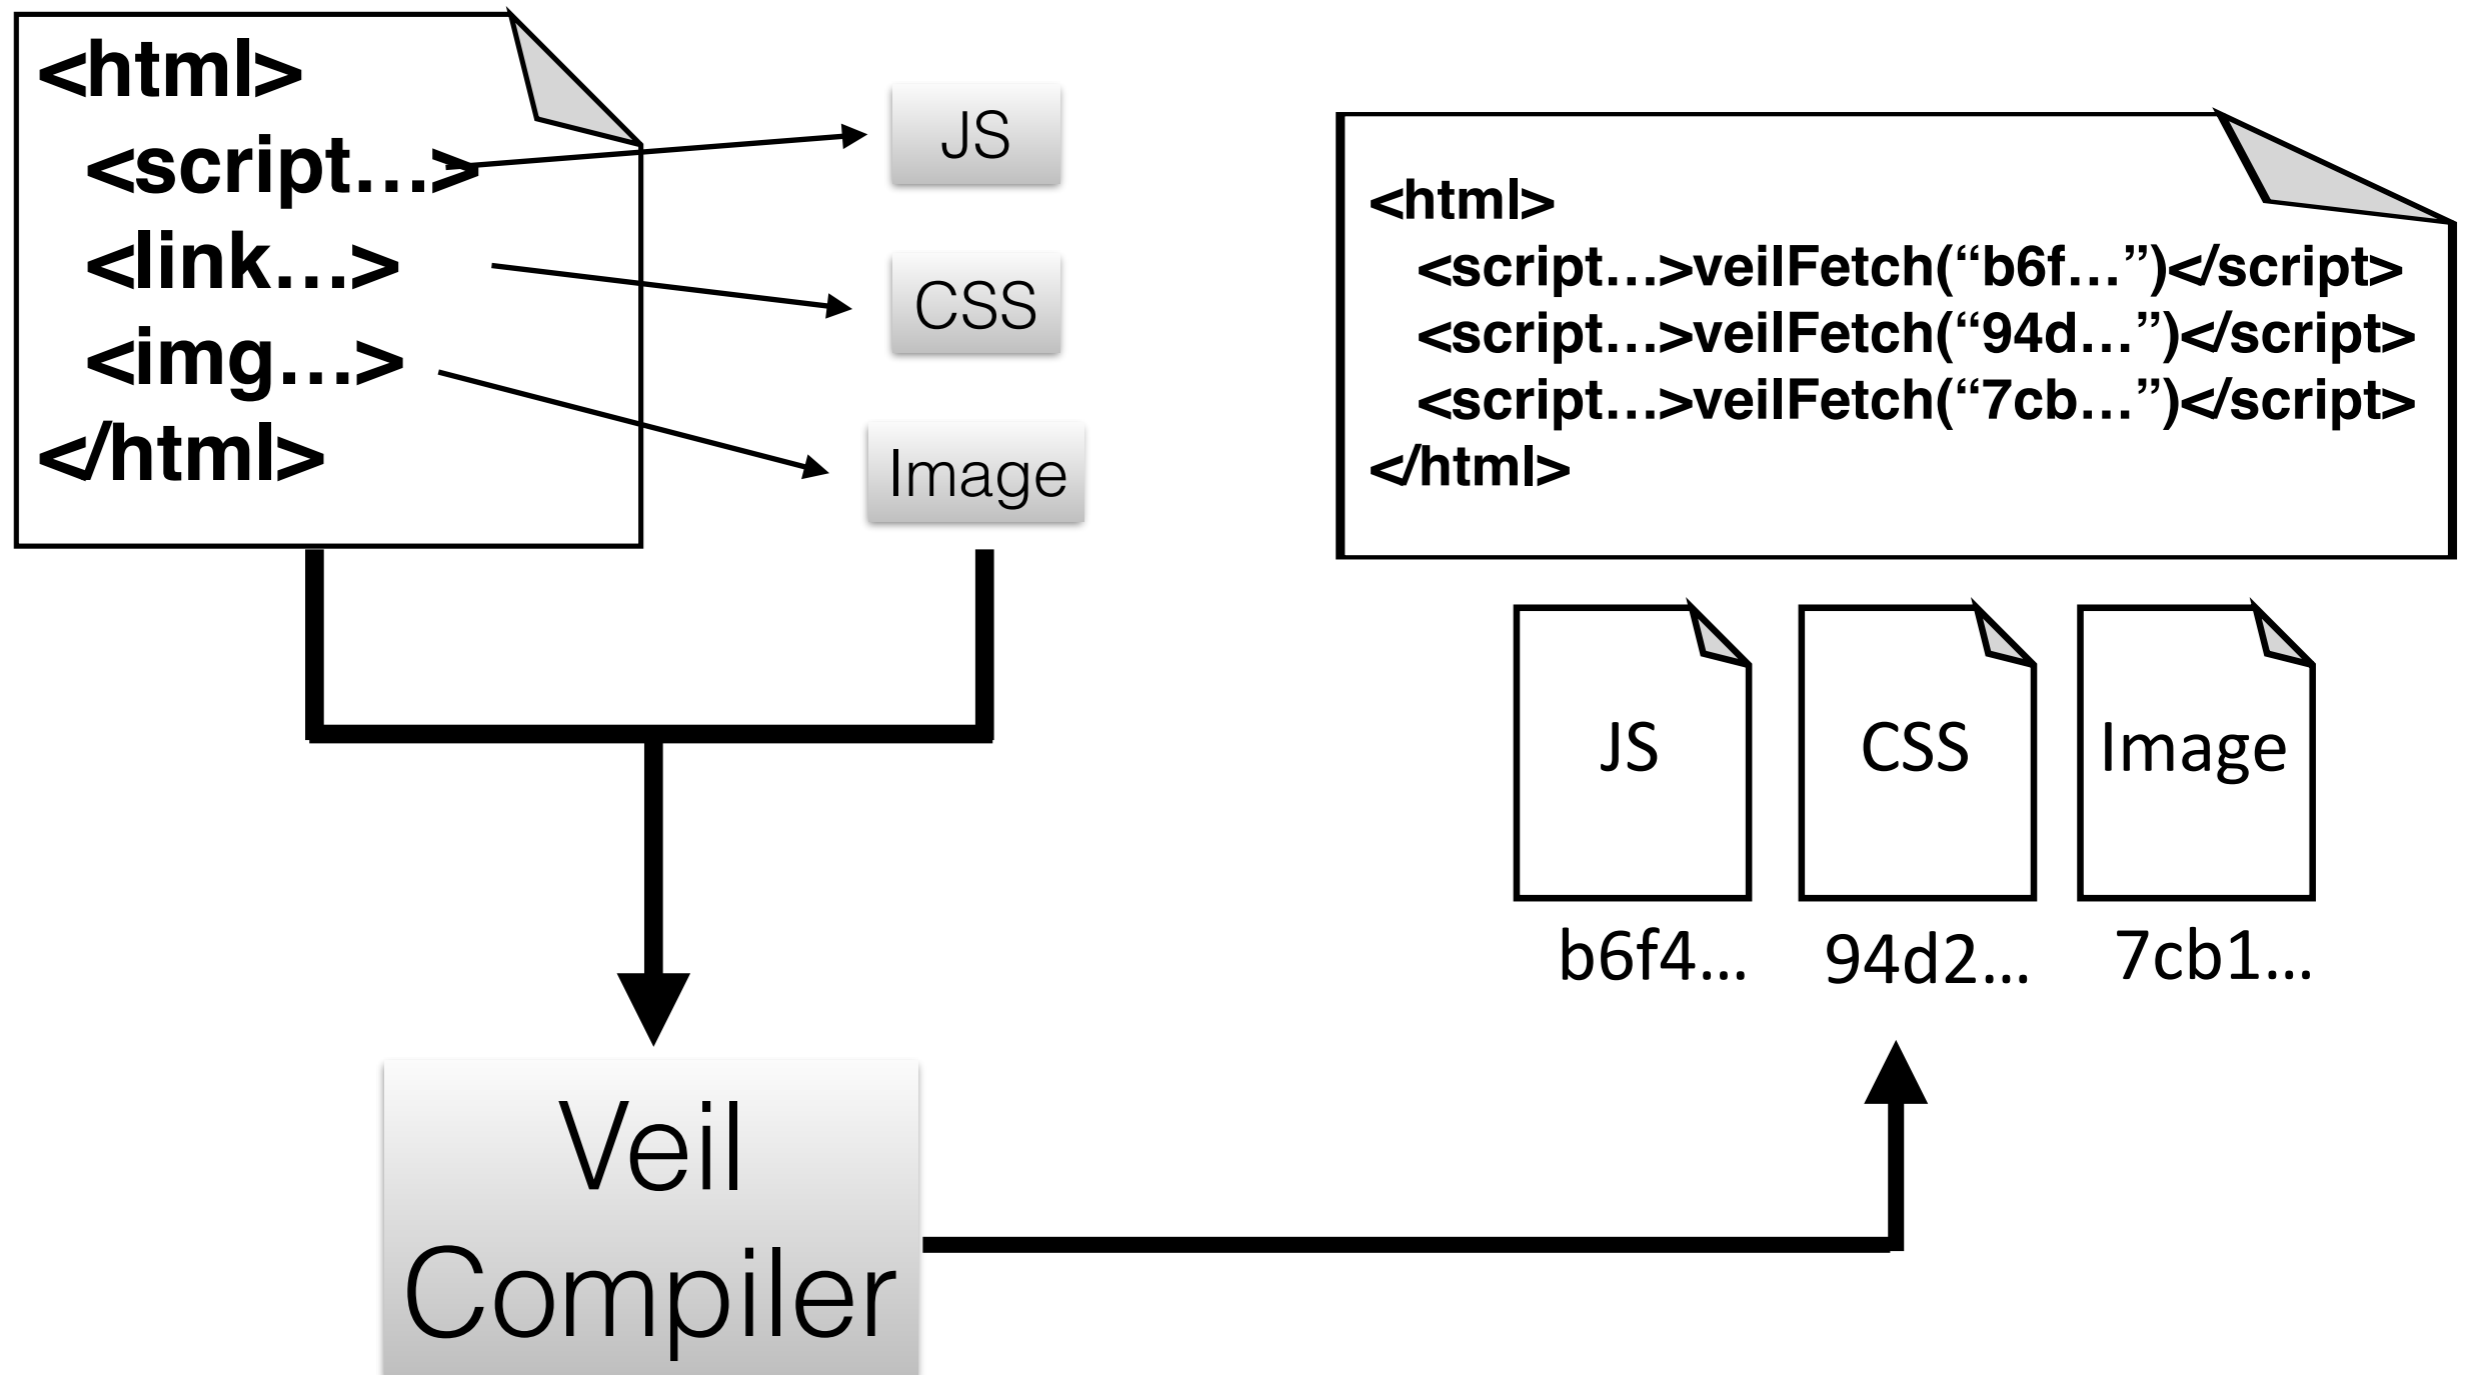 <html>
<script…>
<link…>
<img…>
</html>
JS
CSS
Image
Veil
Compiler
<html>
<script…>veilFetch(“b6f…”)</script>
<script…>veilFetch(“94d…”)</script>
<script…>veilFetch(“7cb…”)</script>
</html>
JS
CSS
Image
b6f4…
94d2…
7cb1…